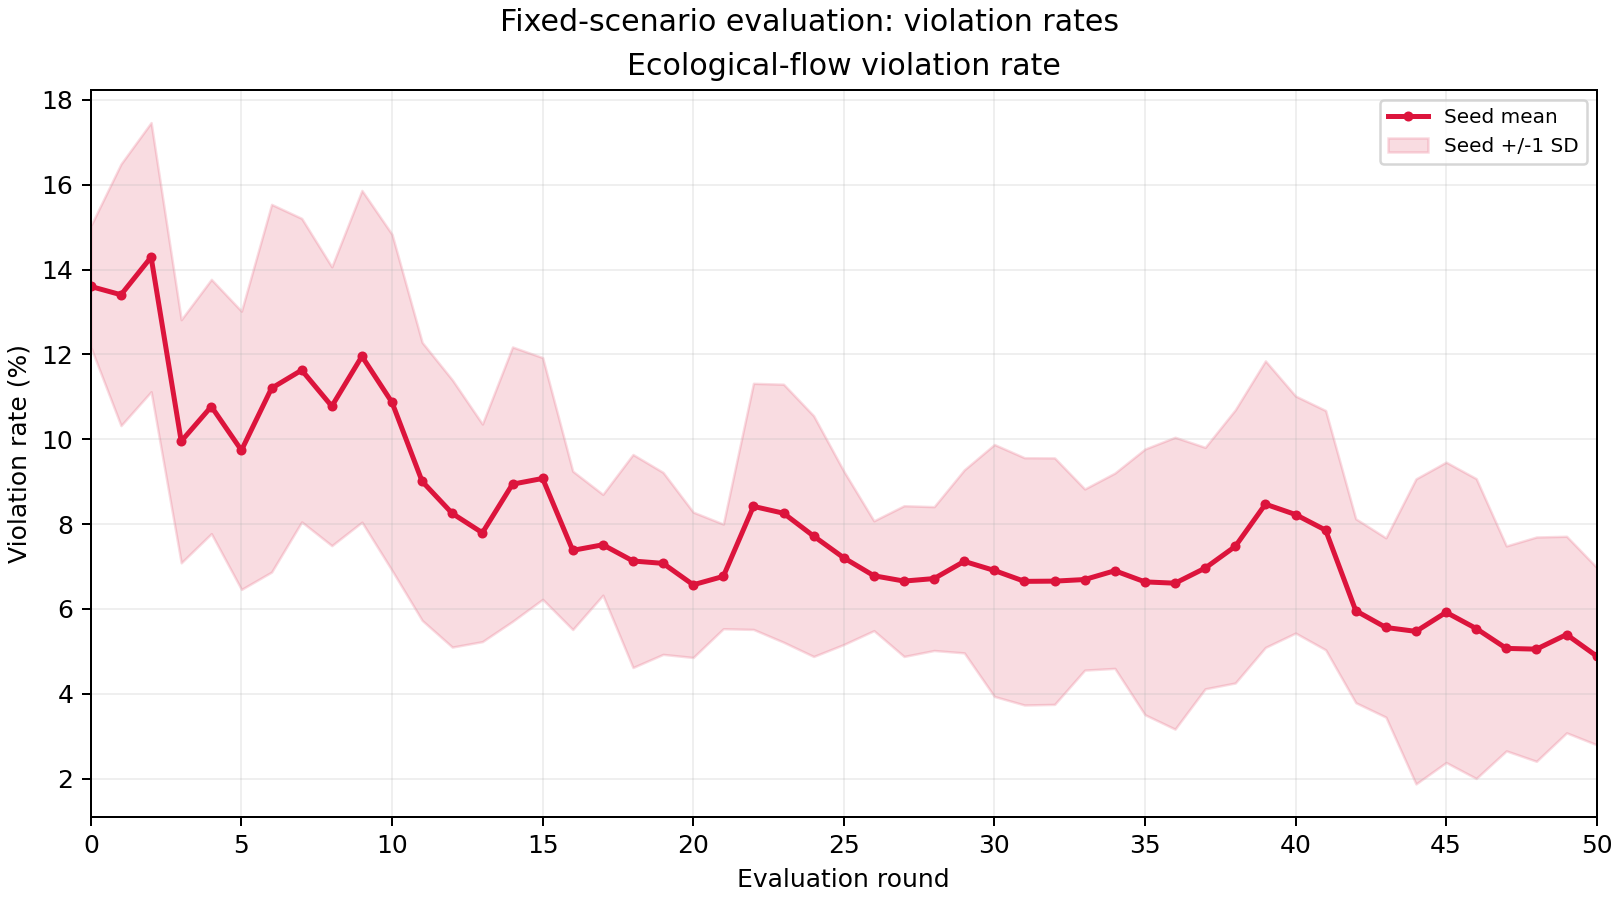 Fixed-scenario evaluation: violation rates
Ecological-flow violation rate
Seed mean
Seed +/-1 SD
Violation rate (%)
18
16
14
12
10
8
6
4
2
0 5 10 15 20 25 30 35 40 45 50
Evaluation round